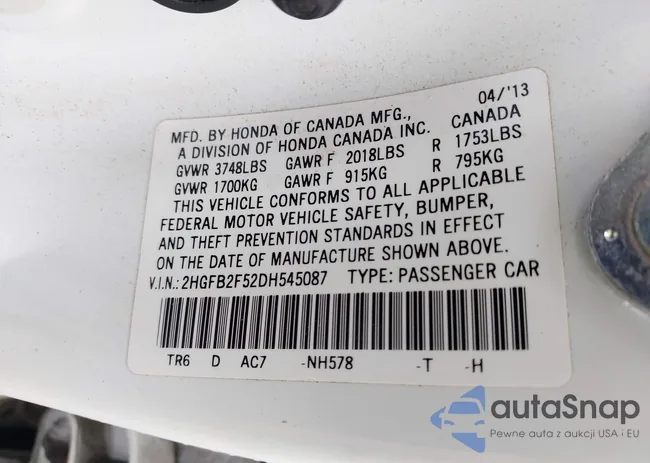 04/'13
MFD. BY HONDA OF CANADA MFG., CANADA
A DIVISION OF HONDA CANADA INC.
GVWR 3748LBS GAWR F 2018LBS R 1753LBS
GVWR 1700KG GAWR F 915KG R 795KG
THIS VEHICLE CONFORMS TO ALL APPLICABLE
FEDERAL MOTOR VEHICLE SAFETY, BUMPER,
AND THEFT PREVENTION STANDARDS IN EFFECT
ON THE DATE OF MANUFACTURE SHOWN ABOVE.
V.I.N.: 2HGFB2F52DH545087 TYPE: PASSENGER CAR
TR6 D AC7 -NH578 -T -H
autaSnap
Pewne auta z aukcji USA i EU